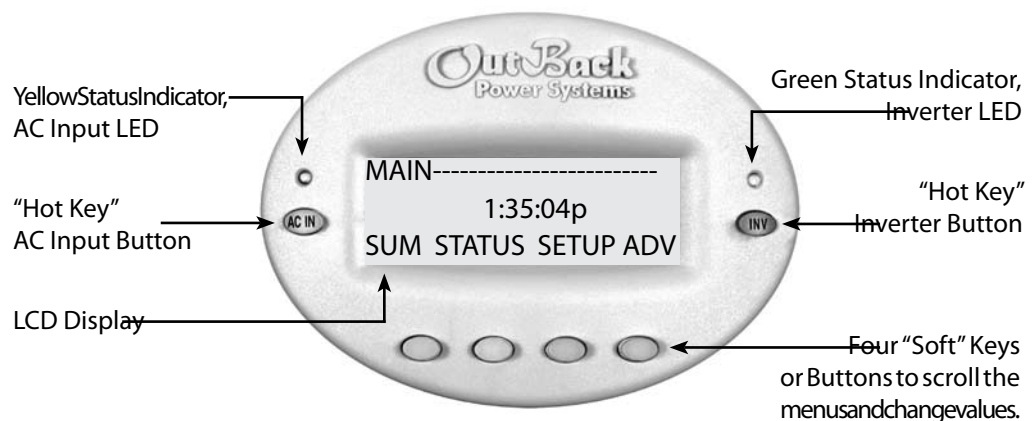 OutBack
Power Systems
YellowStatusIndicator,
AC Input LED
Green Status Indicator,
Inverter LED
MAIN-------------------------
1:35:04p
SUM STATUS SETUP ADV
"Hot Key"
AC Input Button
AC IN
INV
"Hot Key"
Inverter Button
LCD Display
Four "Soft" Keys
or Buttons to scroll the
menusandchangevalues.